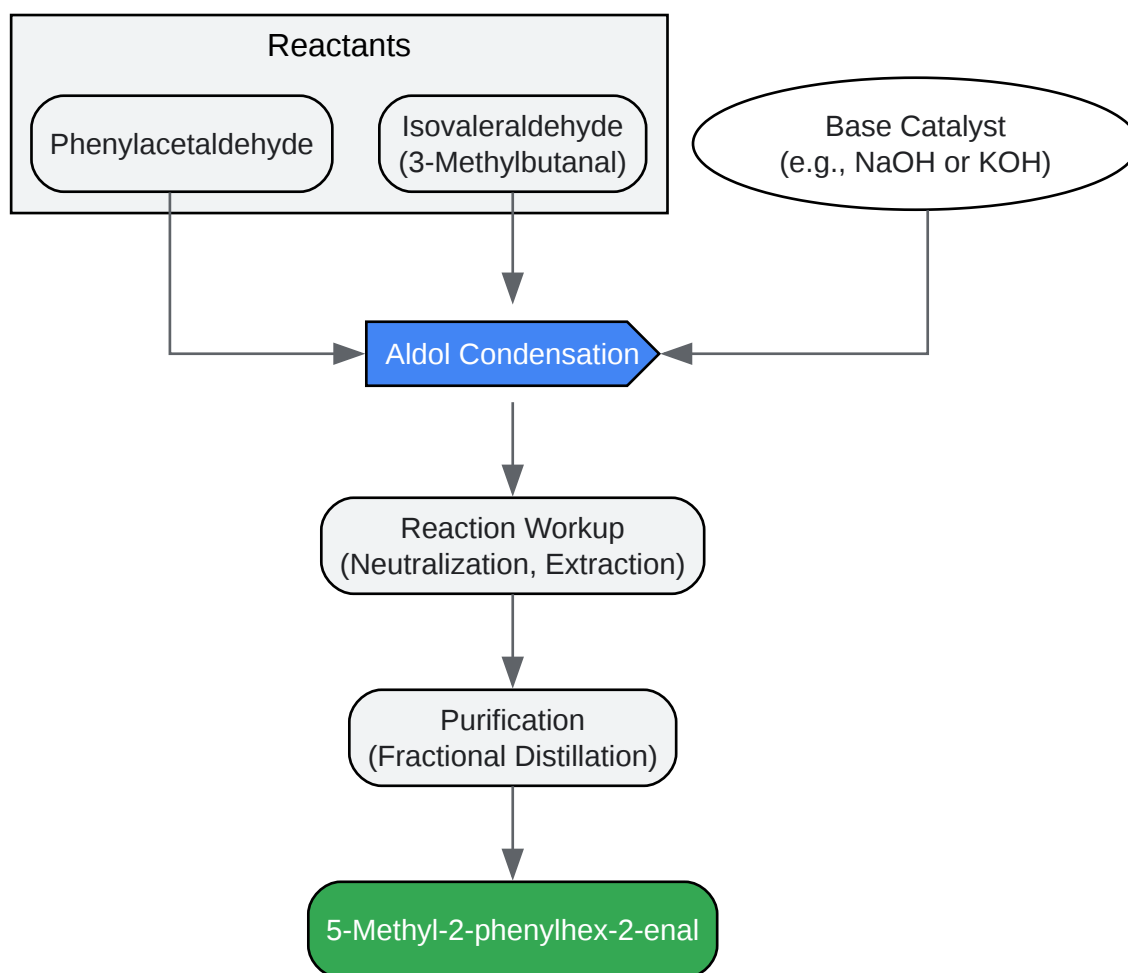 Reactants
Phenylacetaldehyde
Isovaleraldehyde
(3-Methylbutanal)
Base Catalyst
(e.g., NaOH or KOH)
Aldol Condensation
Reaction Workup
(Neutralization, Extraction)
Purification
(Fractional Distillation)
5-Methyl-2-phenylhex-2-enal